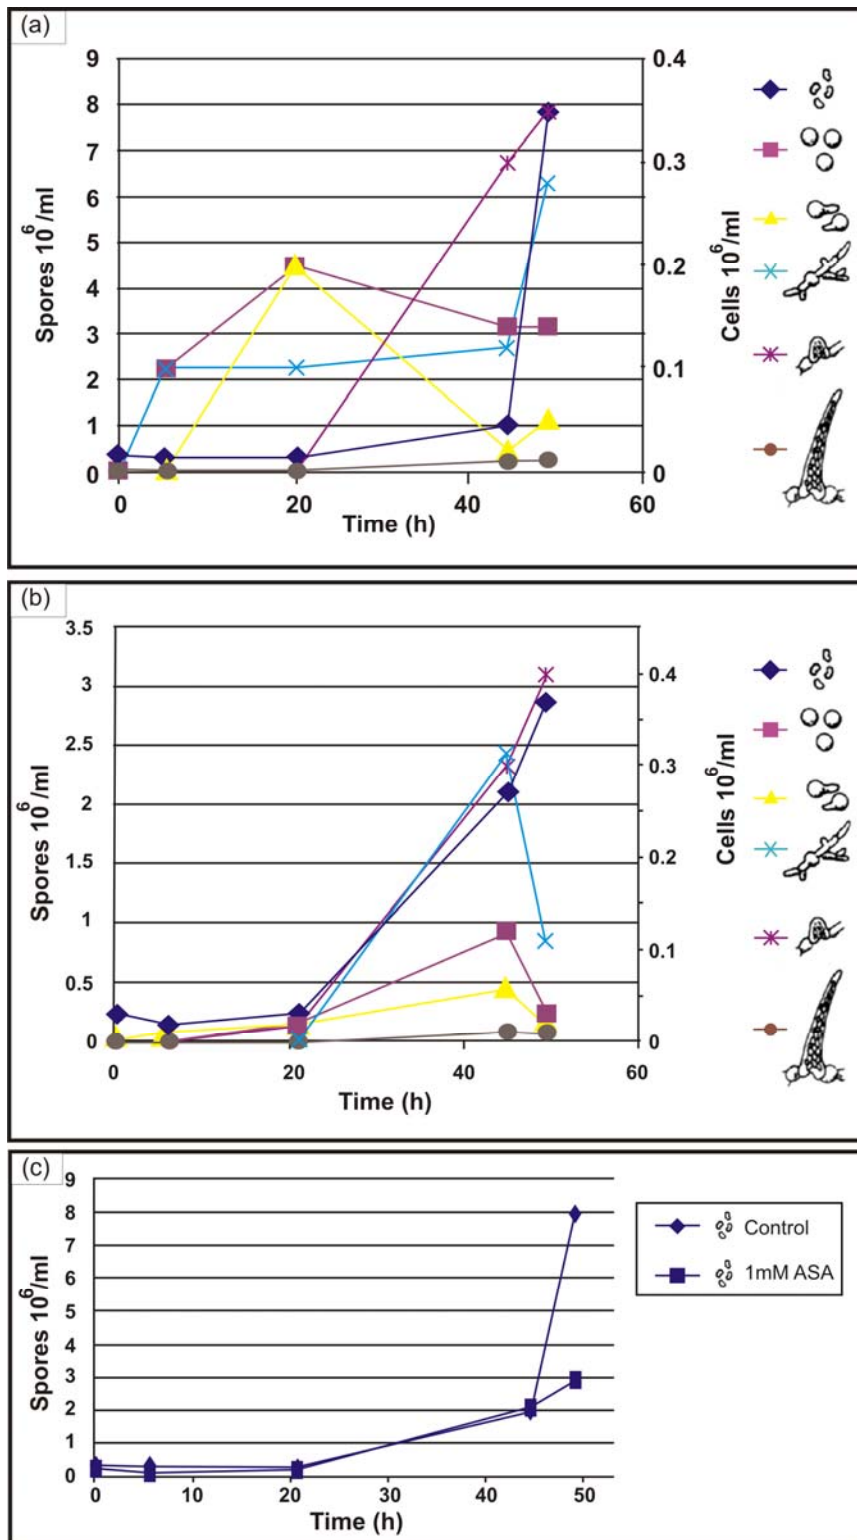 (a)
9
8
7
6
5
4
3
2
1
0
Spores 10^6/ml
0.4
0.3
0.2
0.1
0
Cells 10^6/ml
0 20 40 60
Time (h)
(b)
3.5
3
2.5
2
1.5
1
0.5
0
Spores 10^6/ml
0.4
0.3
0.2
0.1
0
Cells 10^6/ml
0 20 40 60
Time (h)
(c)
9
8
7
6
5
4
3
2
1
0
Spores 10^6/ml
0 10 20 30 40 50
Time (h)
Control
1mM ASA